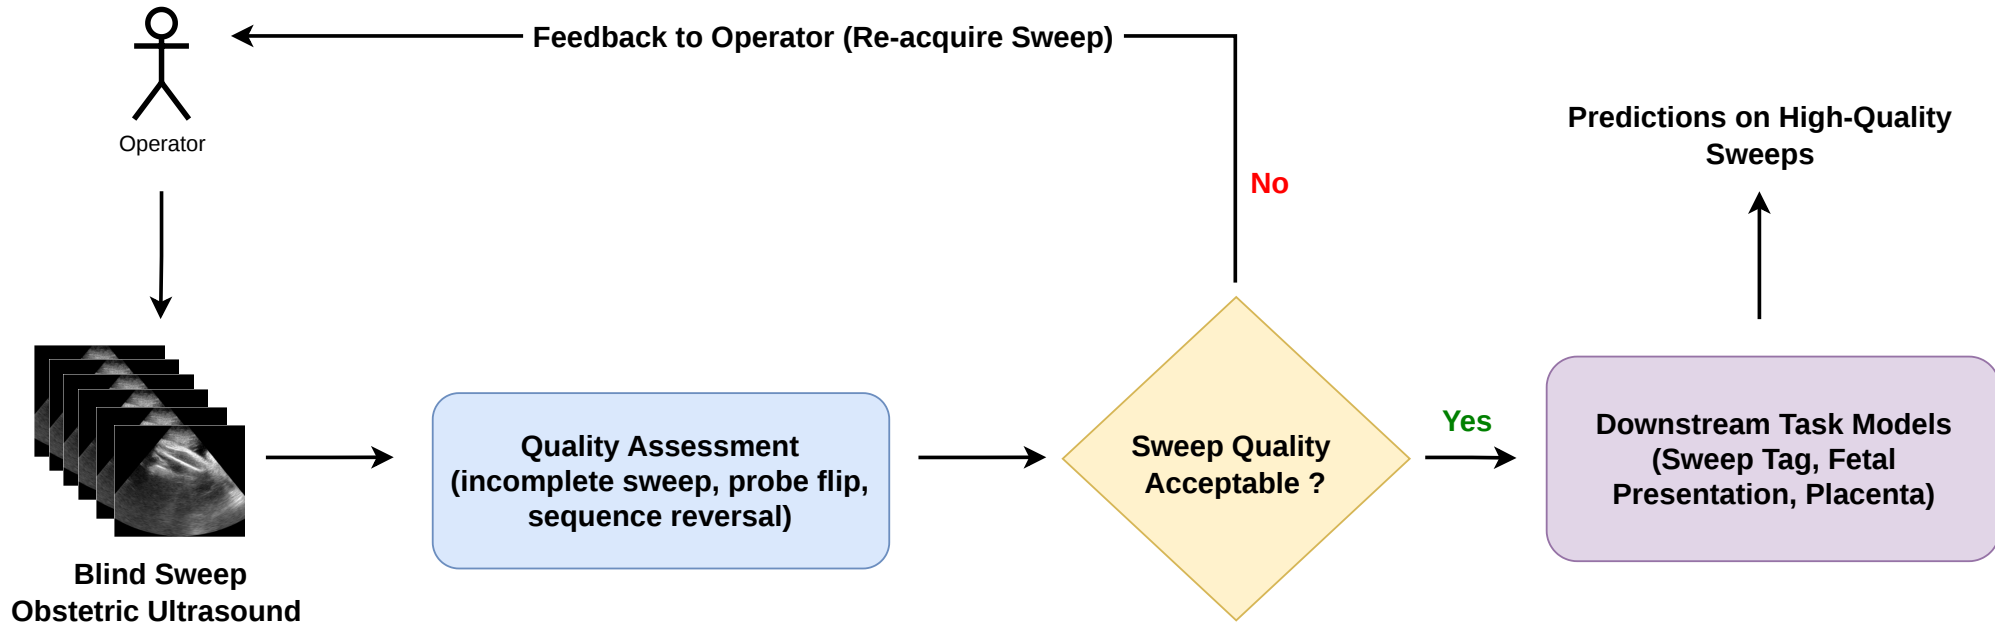 Feedback to Operator (Re-acquire Sweep)
Operator
No
Predictions on High-Quality
Sweeps
Blind Sweep
Obstetric Ultrasound
Quality Assessment
(incomplete sweep, probe flip,
sequence reversal)
Sweep Quality
Acceptable ?
Yes
Downstream Task Models
(Sweep Tag, Fetal
Presentation, Placenta)